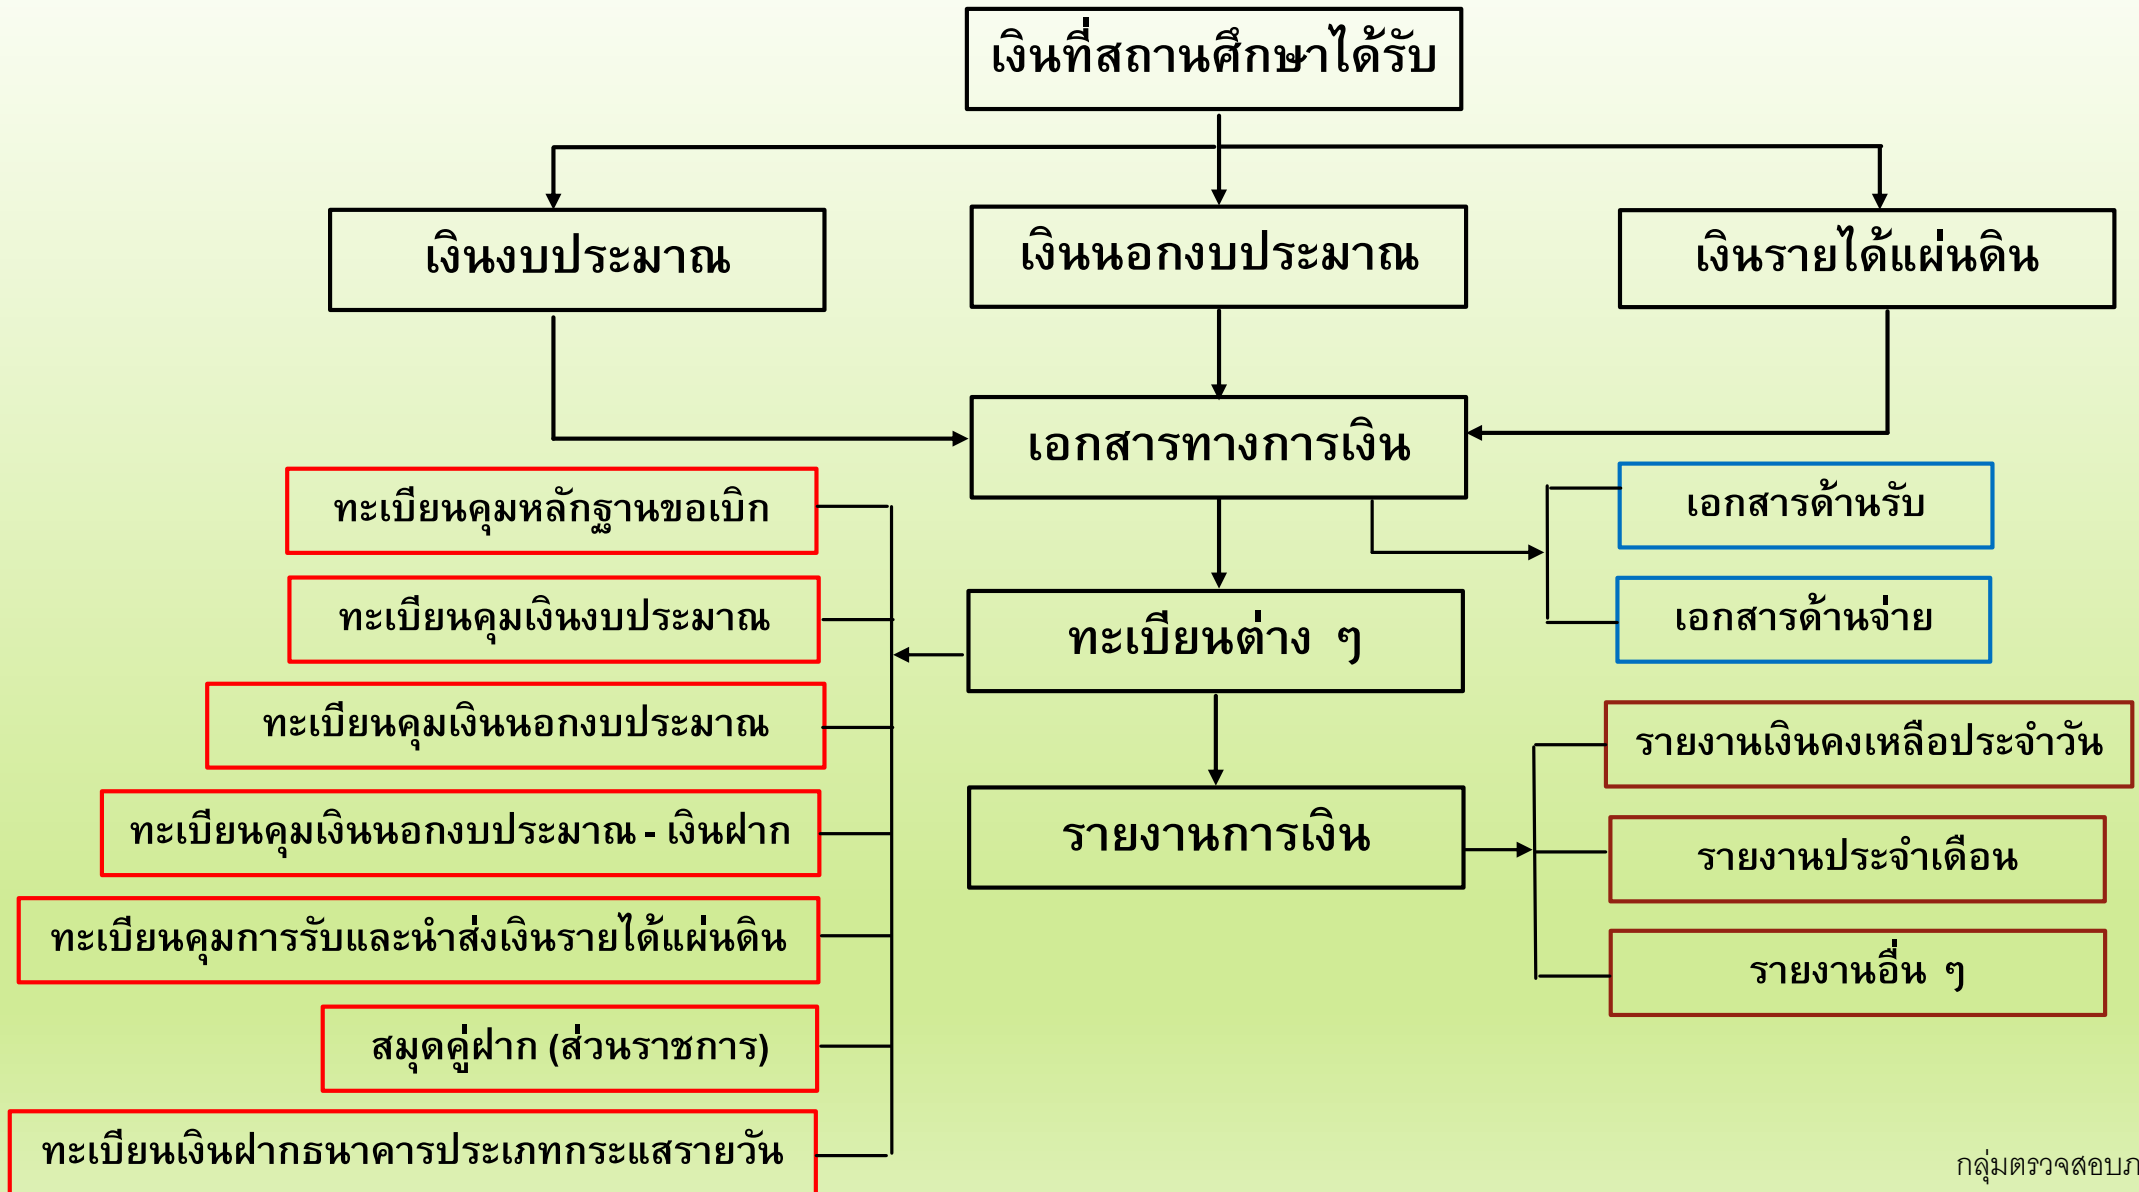 เงินที่สถานศึกษาได้รับ
เงินงบประมาณ
เงินนอกงบประมาณ
เงินรายได้แผ่นดิน
เอกสารทางการเงิน
เอกสารด้านรับ
เอกสารด้านจ่าย
ทะเบียนต่าง ๆ
ทะเบียนคุมหลักฐานขอเบิก
ทะเบียนคุมเงินงบประมาณ
ทะเบียนคุมเงินนอกงบประมาณ
ทะเบียนคุมเงินนอกงบประมาณ - เงินฝาก
ทะเบียนคุมการรับและนำส่งเงินรายได้แผ่นดิน
สมุดคู่ฝาก (ส่วนราชการ)
ทะเบียนเงินฝากธนาคารประเภทกระแสรายวัน
รายงานการเงิน
รายงานเงินคงเหลือประจำวัน
รายงานประจำเดือน
รายงานอื่น ๆ
กลุ่มตรวจสอบภ